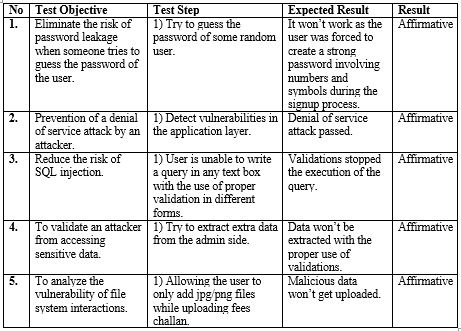 No Test Objective Test Step Expected Result Result
1. Eliminate the risk of 1) Try to guess the It won't work as the Affirmative
password leakage password of some random user was forced to
when someone tries to user. create a strong
guess the password of password involving
the user. numbers and
symbols during the
signup process.
2. Prevention of a denial 1) Detect vulnerabilities in Denial of service Affirmative
of service attack by an the application layer. attack passed.
attacker.
3. Reduce the risk of 1) User is unable to write Validations stopped Affirmative
SQL injection. a query in any text box the execution of the
with the use of proper query.
validation in different
forms.
4. To validate an attacker 1) Try to extract extra data Data won't be Affirmative
from accessing from the admin side. extracted with the
sensitive data. proper use of
validations.
5. To analyze the 1) Allowing the user to Malicious data Affirmative
vulnerability of file only add jpg/png files won't get uploaded.
system interactions. while uploading fees
challan.